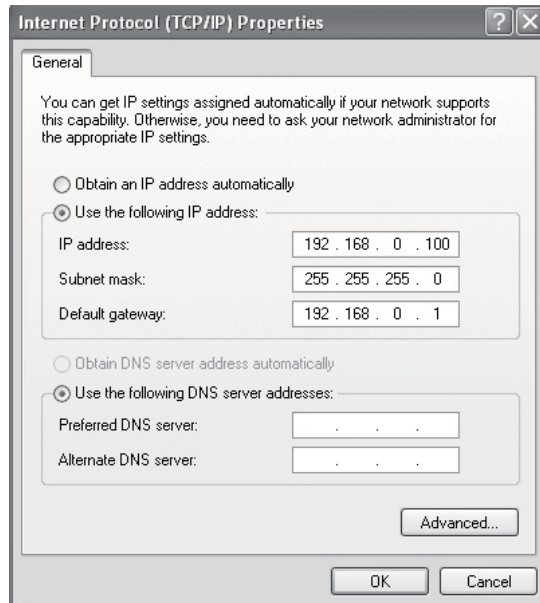 Internet Protocol (TCP/IP) Properties
General
You can get IP settings assigned automatically if your network supports
this capability. Otherwise, you need to ask your network administrator for
the appropriate IP settings.
Obtain an IP address automatically
Use the following IP address:
IP address: 192 . 168 . 0 . 100
Subnet mask: 255 . 255 . 255 . 0
Default gateway: 192 . 168 . 0 . 1
Obtain DNS server address automatically
Use the following DNS server addresses:
Preferred DNS server: . . .
Alternate DNS server: . . .
Advanced...
OK Cancel